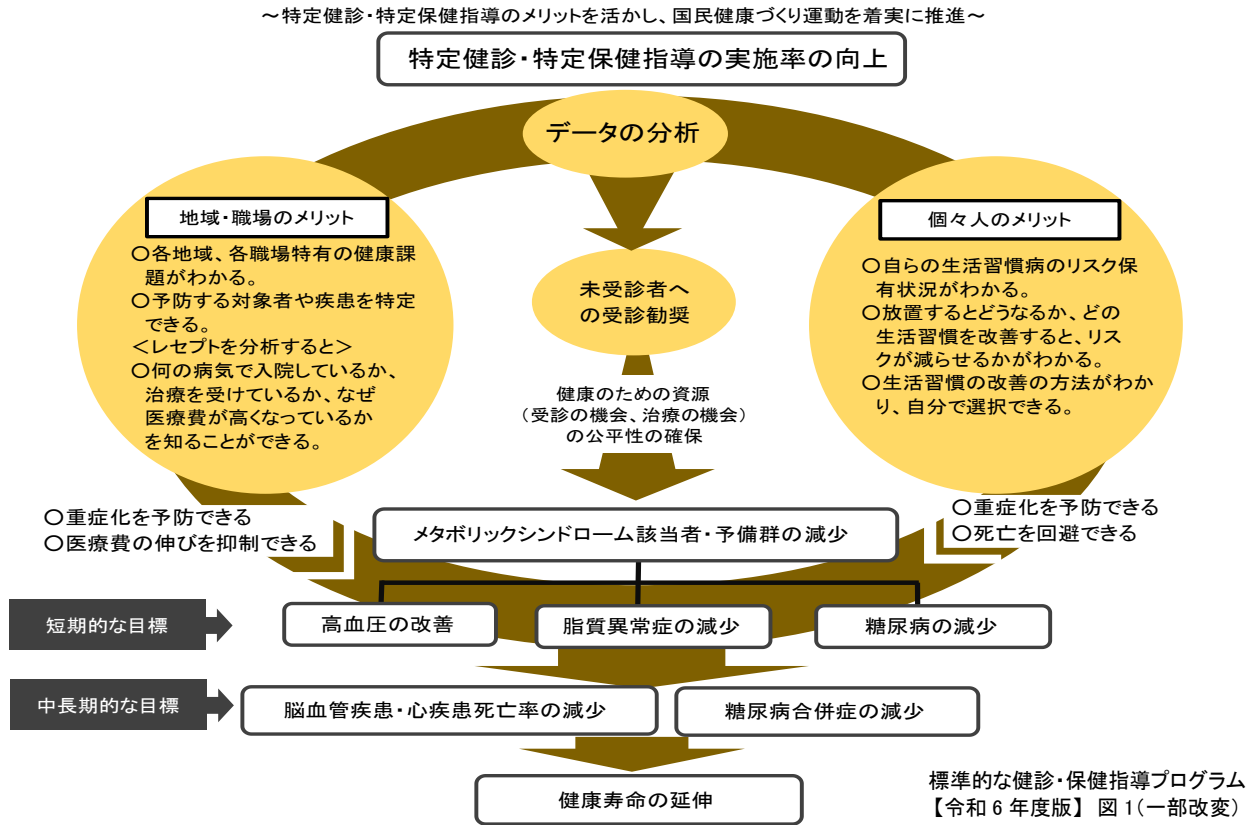 ～特定健診・特定保健指導のメリットを活かし、国民健康づくり運動を着実に推進～
特定健診・特定保健指導の実施率の向上
データの分析
地域・職場のメリット
〇各地域、各職場特有の健康課
題がわかる。
〇予防する対象者や疾患を特定
できる。
＜レセプトを分析すると＞
〇何の病気で入院しているか、
治療を受けているか、なぜ
医療費が高くなっているか
を知ることができる。
未受診者へ
の受診勧奨
個々人のメリット
〇自らの生活習慣病のリスク保
有状況がわかる。
〇放置するとどうなるか、どの
生活習慣を改善すると、リス
クが減らせるかがわかる。
〇生活習慣の改善の方法がわか
り、自分で選択できる。
健康のための資源
（受診の機会、治療の機会）
の公平性の確保
〇重症化を予防できる
〇医療費の伸びを抑制できる
〇重症化を予防できる
〇死亡を回避できる
メタボリックシンドローム該当者・予備群の減少
短期的な目標
高血圧の改善
脂質異常症の減少
糖尿病の減少
中長期的な目標
脳血管疾患・心疾患死亡率の減少
糖尿病合併症の減少
健康寿命の延伸
標準的な健診・保健指導プログラム
【令和６年度版】 図１（一部改変）